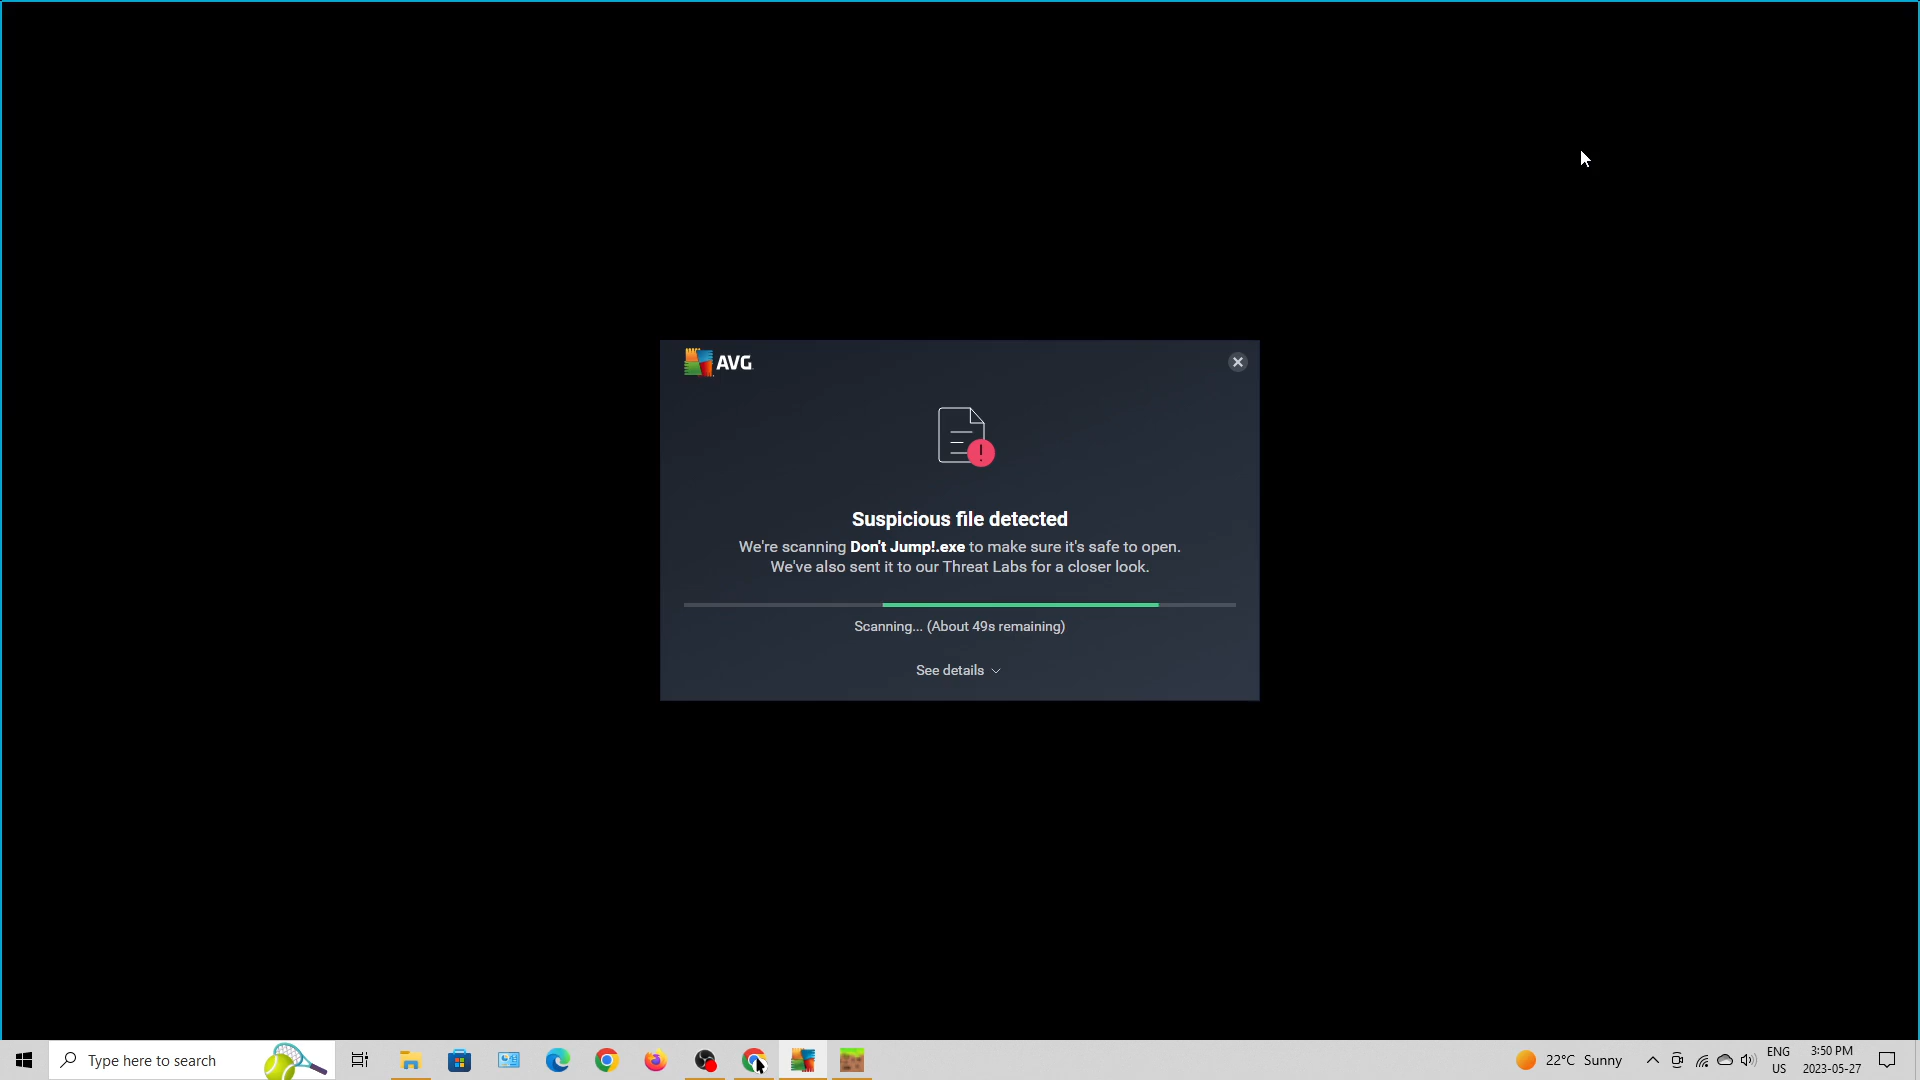 AVG
Suspicious file detected
We're scanning Don't Jump!.exe to make sure it's safe to open.
We've also sent it to our Threat Labs for a closer look.
Scanning... (About 49s remaining)
See details
Type here to search
22°C Sunny
ENG
US
3:50 PM
2023-05-27